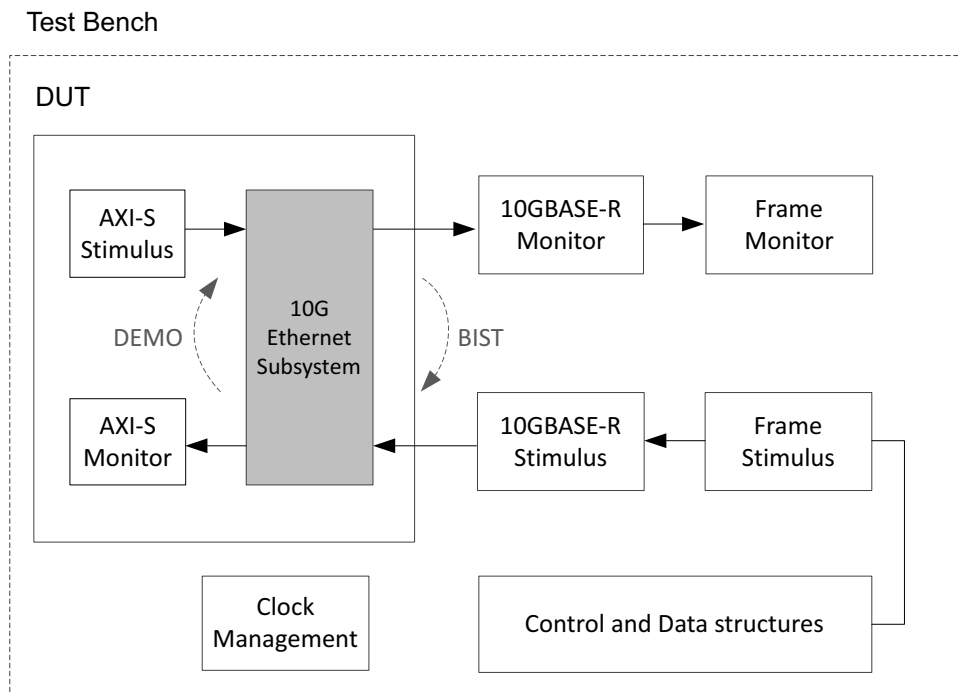 Test Bench
DUT
AXI-S
Stimulus
10G
Ethernet
Subsystem
10GBASE-R
Monitor
Frame
Monitor
DEMO
BIST
AXI-S
Monitor
10GBASE-R
Stimulus
Frame
Stimulus
Clock
Management
Control and Data structures